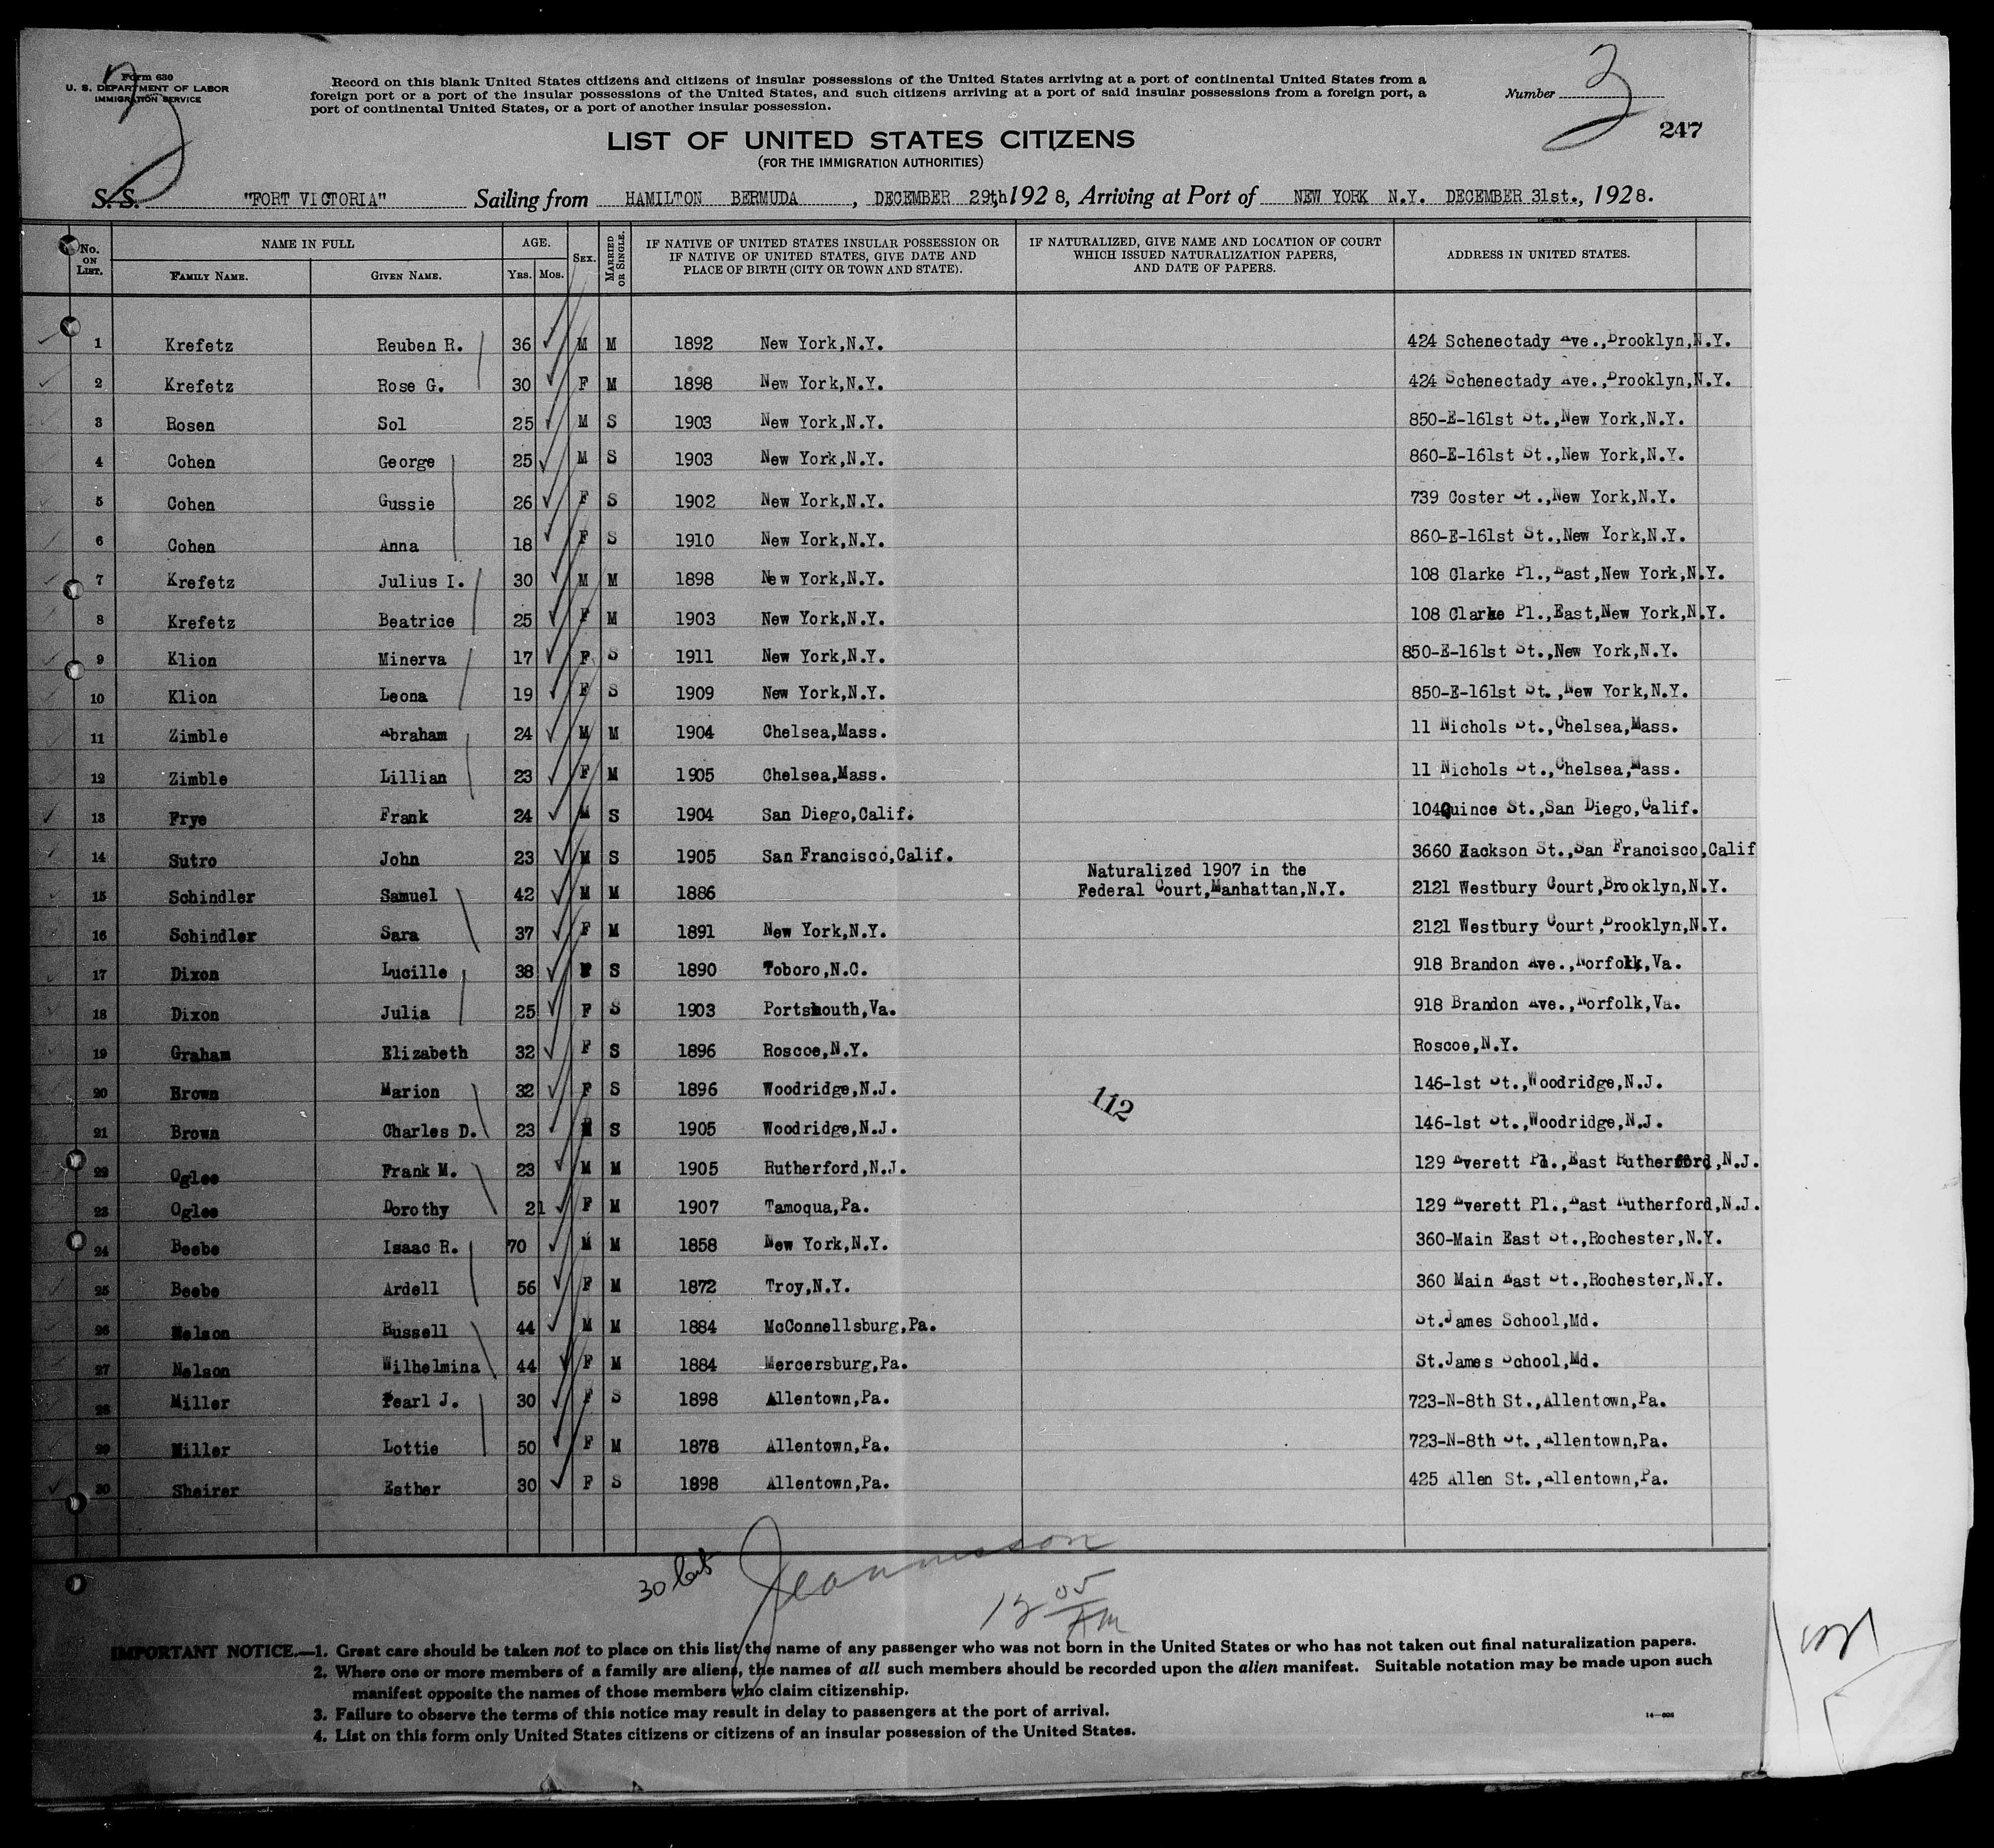 Form 630
U. S. DEPARTMENT OF LABOR
IMMIGRATION SERVICE
Record on this blank United States citizens and citizens of insular possessions of the United States arriving at a port of continental United States from a
foreign port or a port of the insular possessions of the United States, and such citizens arriving at a port of said insular possessions from a foreign port, a
port of continental United States, or a port of another insular possession.
Number
247
LIST OF UNITED STATES CITIZENS
(FOR THE IMMIGRATION AUTHORITIES)
S. S. "FORT VICTORIA" Sailing from HAMILTON BERMUDA, DECEMBER 29th, 1928, Arriving at Port of NEW YORK N.Y. DECEMBER 31st., 1928.
No. ON LIST. NAME IN FULL FAMILY NAME. GIVEN NAME. AGE. YRS. MOS. SEX. MARRIED OR SINGLE. IF NATIVE OF UNITED STATES INSULAR POSSESSION OR IF NATIVE OF UNITED STATES, GIVE DATE AND PLACE OF BIRTH (CITY OR TOWN AND STATE). IF NATURALIZED, GIVE NAME AND LOCATION OF COURT WHICH ISSUED NATURALIZATION PAPERS, AND DATE OF PAPERS. ADDRESS IN UNITED STATES.
1 Krefetz Reuben R. 36 M M 1892 New York,N.Y. 424 Schenectady Ave.,Brooklyn,N.Y.
2 Krefetz Rose G. 30 F M 1898 New York,N.Y. 424 Schenectady Ave.,Brooklyn,N.Y.
3 Rosen Sol 25 M S 1903 New York,N.Y. 850-E-161st St.,New York,N.Y.
4 Cohen George 25 M S 1903 New York,N.Y. 860-E-161st St.,New York,N.Y.
5 Cohen Gussie 26 F S 1902 New York,N.Y. 739 Coster St.,New York,N.Y.
6 Cohen Anna 18 F S 1910 New York,N.Y. 860-E-161st St.,New York,N.Y.
7 Krefetz Julius I. 30 M M 1898 New York,N.Y. 108 Clarke Pl.,East,New York,N.Y.
8 Krefetz Beatrice 25 F M 1903 New York,N.Y. 108 Clarke Pl.,East,New York,N.Y.
9 Klion Minerva 17 F S 1911 New York,N.Y. 850-E-161st St.,New York,N.Y.
10 Klion Leona 19 F S 1909 New York,N.Y. 850-E-161st St.,New York,N.Y.
11 Zimble Abraham 24 M M 1904 Chelsea,Mass. 11 Nichols St.,Chelsea,Mass.
12 Zimble Lillian 23 F M 1905 Chelsea,Mass. 11 Nichols St.,Chelsea,Mass.
13 Frye Frank 24 M S 1904 San Diego,Calif. 104Quince St.,San Diego,Calif.
14 Sutro John 23 M S 1905 San Francisco,Calif. 3660 Jackson St.,San Francisco,Calif
15 Schindler Samuel 42 M M 1886 Naturalized 1907 in the Federal Court,Manhattan,N.Y. 2121 Westbury Court,Brooklyn,N.Y.
16 Schindler Sara 37 F M 1891 New York,N.Y. 2121 Westbury Court,Brooklyn,N.Y.
17 Dixon Lucille 38 F S 1890 Toboro,N.C. 918 Brandon Ave.,Norfolk,Va.
18 Dixon Julia 25 F S 1903 Portsmouth,Va. 918 Brandon Ave.,Norfolk,Va.
19 Graham Elizabeth 32 F S 1896 Roscoe,N.Y. Roscoe,N.Y.
20 Brown Marion 32 F S 1896 Woodridge,N.J. 146-1st St.,Woodridge,N.J.
112
21 Brown Charles D. 23 M S 1905 Woodridge,N.J. 146-1st St.,Woodridge,N.J.
22 Oglee Frank M. 23 M M 1905 Rutherford,N.J. 129 Everett Pl.,East Rutherford,N.J.
23 Oglee Dorothy 21 F M 1907 Tamoqua,Pa. 129 Everett Pl.,East Rutherford,N.J.
24 Beebe Isaac R. 70 M M 1858 New York,N.Y. 360-Main East St.,Rochester,N.Y.
25 Beebe Ardell 56 F M 1872 Troy,N.Y. 360 Main East St.,Rochester,N.Y.
26 Nelson Russell 44 M M 1884 McConnellsburg,Pa. St.James School,Md.
27 Nelson Wilhelmina 44 F M 1884 Mercersburg,Pa. St.James School,Md.
28 Miller Pearl J. 30 F S 1898 Allentown,Pa. 723-N-8th St.,Allentown,Pa.
29 Miller Lottie 50 F M 1878 Allentown,Pa. 723-N-8th St.,Allentown,Pa.
30 Sheirer Esther 30 F S 1898 Allentown,Pa. 425 Allen St.,Allentown,Pa.
30
12 05 AM
IMPORTANT NOTICE.—1. Great care should be taken not to place on this list the name of any passenger who was not born in the United States or who has not taken out final naturalization papers.
2. Where one or more members of a family are aliens, the names of all such members should be recorded upon the alien manifest. Suitable notation may be made upon such
manifest opposite the names of those members who claim citizenship.
3. Failure to observe the terms of this notice may result in delay to passengers at the port of arrival.
4. List on this form only United States citizens or citizens of an insular possession of the United States.